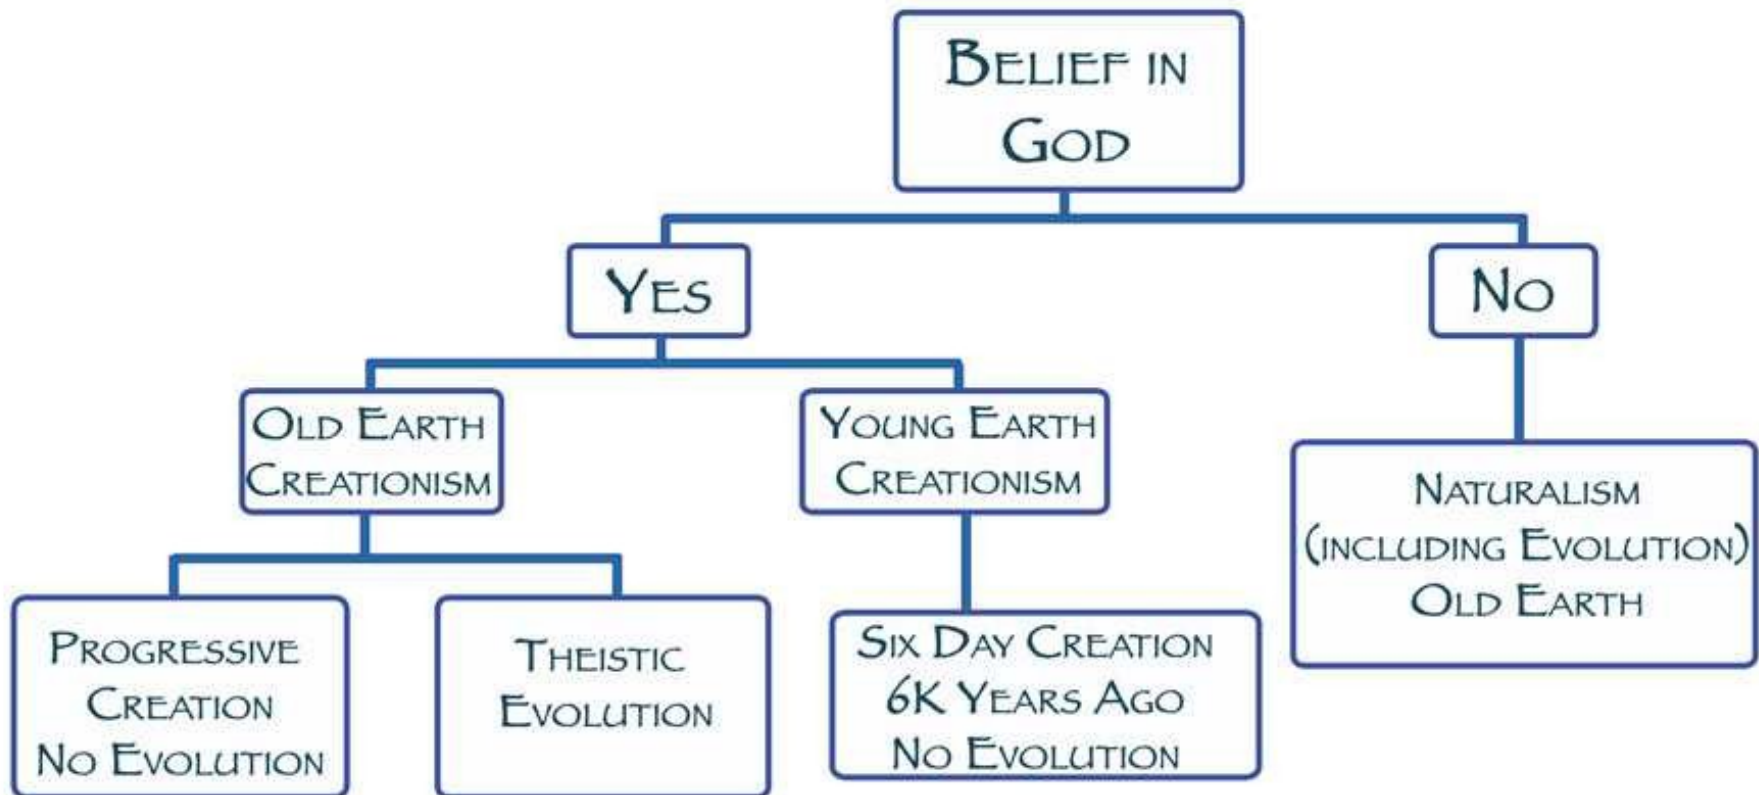 BELIEF IN
GOD
YES
NO
OLD EARTH
CREATIONISM
YOUNG EARTH
CREATIONISM
NATURALISM
(INCLUDING EVOLUTION)
OLD EARTH
PROGRESSIVE
CREATION
NO EVOLUTION
THEISTIC
EVOLUTION
SIX DAY CREATION
6K YEARS AGO
NO EVOLUTION